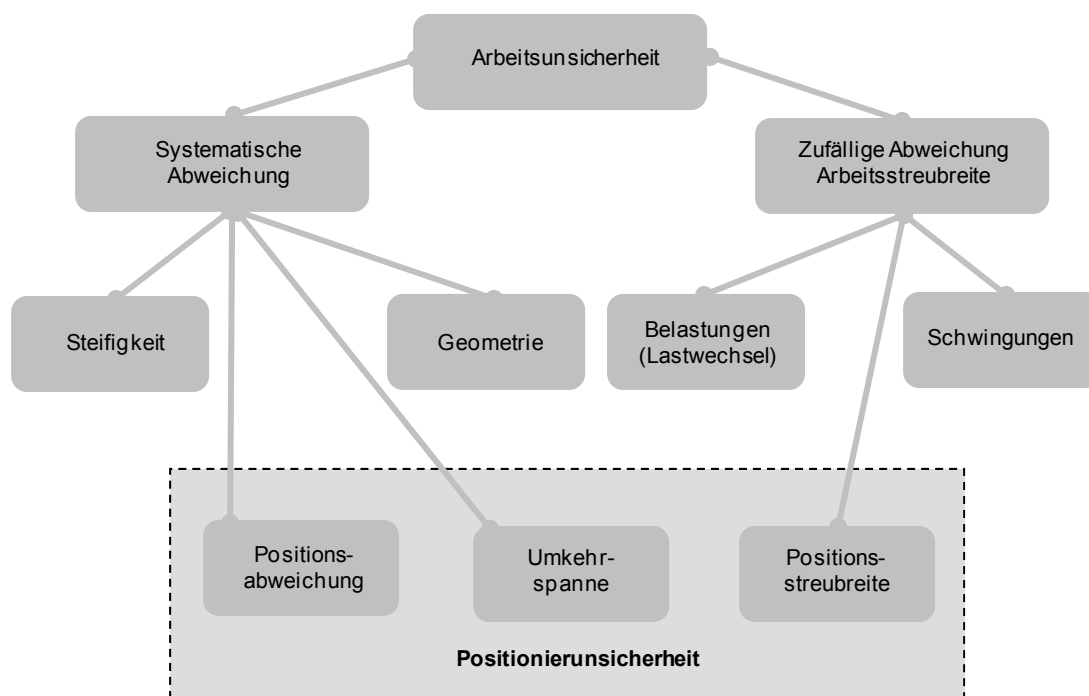 Arbeitsunsicherheit
Systematische
Abweichung
Zufällige Abweichung
Arbeitsstreubreite
Steifigkeit
Geometrie
Belastungen
(Lastwechsel)
Schwingungen
Positions-
abweichung
Umkehr-
spanne
Positions-
streubreite
Positionierunsicherheit